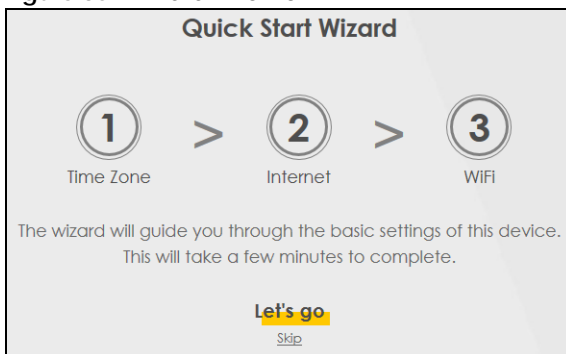 Quick Start Wizard
1 > 2 > 3
Time Zone Internet WiFi
The wizard will guide you through the basic settings of this device.
This will take a few minutes to complete.
Let's go
Skip